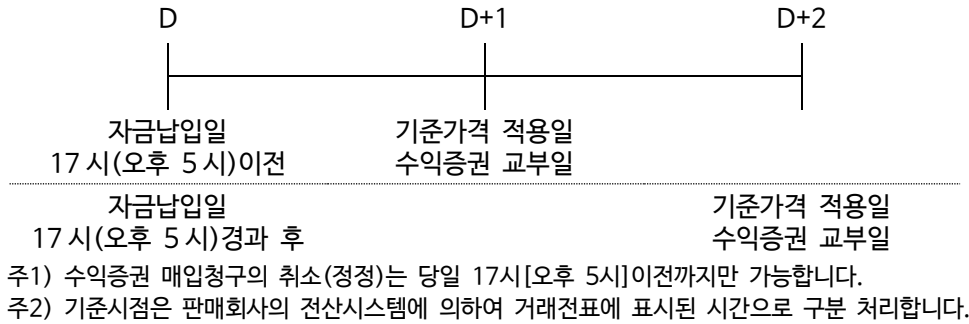 D D+1 D+2
자금납입일 기준가격 적용일
17시(오후 5시)이전 수익증권 교부일
자금납입일 기준가격 적용일
17시(오후 5시)경과 후 수익증권 교부일
주1) 수익증권 매입청구의 취소(정정)는 당일 17시[오후 5시]이전까지만 가능합니다.
주2) 기준시점은 판매회사의 전산시스템에 의하여 거래전표에 표시된 시간으로 구분 처리합니다.